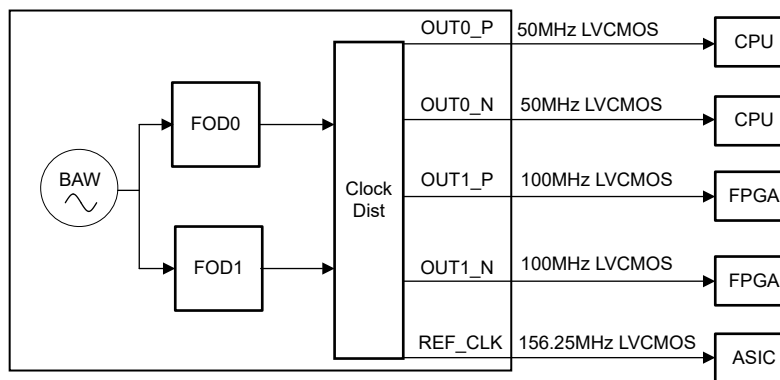 OUT0_P 50MHz LVCMOS
CPU
FOD0
OUT0_N 50MHz LVCMOS
CPU
BAW
Clock
Dist
OUT1_P 100MHz LVCMOS
FPGA
FOD1
OUT1_N 100MHz LVCMOS
FPGA
REF_CLK 156.25MHz LVCMOS
ASIC